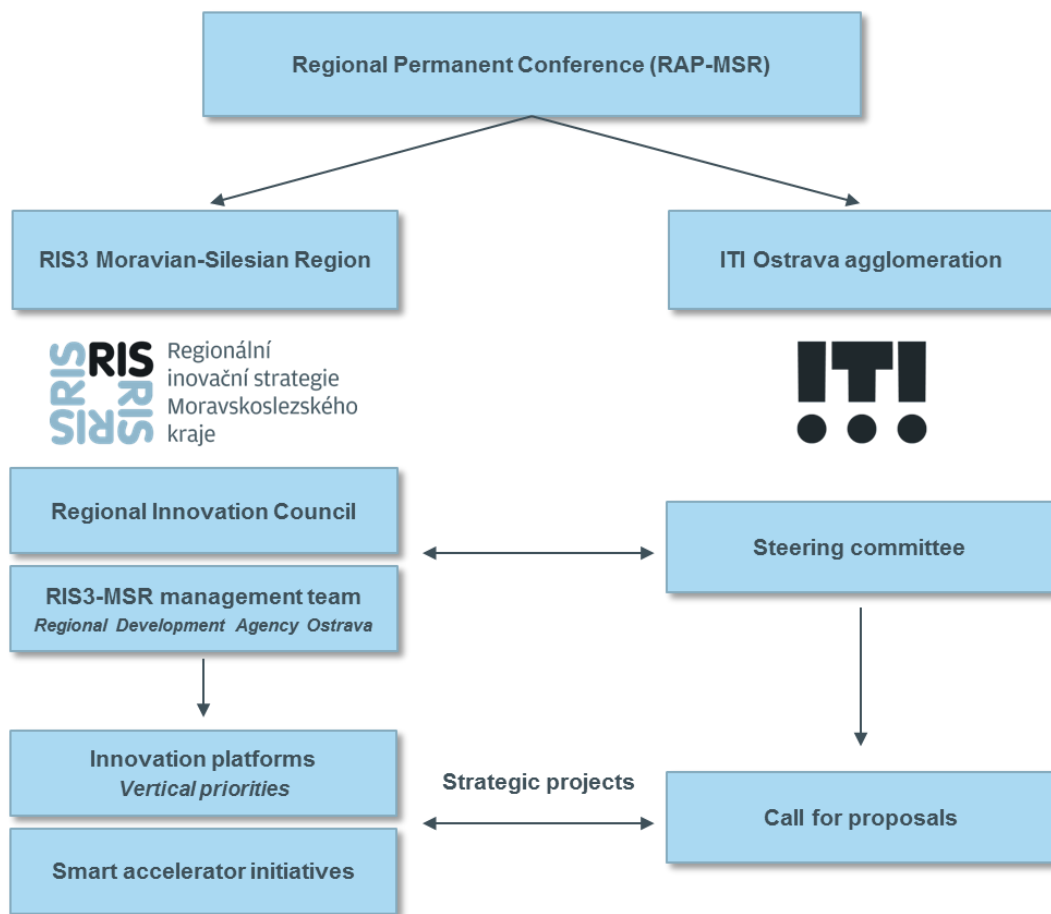 Regional Permanent Conference (RAP-MSR)
RIS3 Moravian-Silesian Region
ITI Ostrava agglomeration
SRIS
RIS
RIS
SIRI
Regionální
inovační strategie
Moravskoslezského
kraje
ITI
Regional Innovation Council
RIS3-MSR management team
Regional Development Agency Ostrava
Steering committee
Innovation platforms
Vertical priorities
Strategic projects
Call for proposals
Smart accelerator initiatives